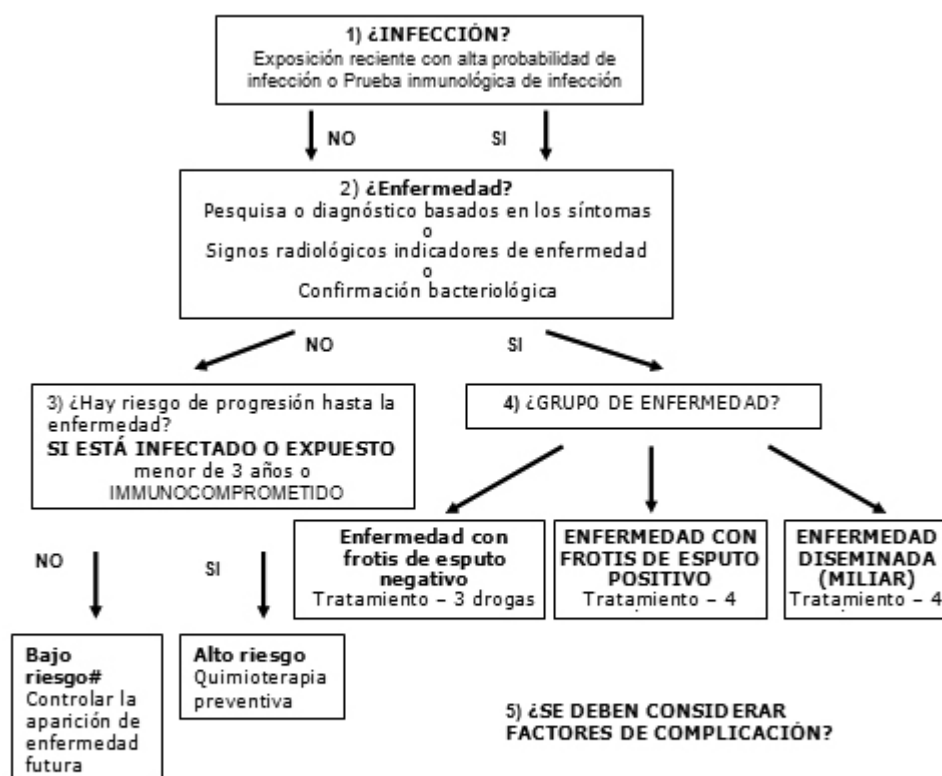 1) ¿INFECCIÓN?
Exposición reciente con alta probabilidad de
infección o Prueba inmunológica de infección
NO
SI
2) ¿Enfermedad?
Pesquisa o diagnóstico basados en los síntomas
o
Signos radiológicos indicadores de enfermedad
o
Confirmación bacteriológica
NO
SI
3) ¿Hay riesgo de progresión hasta la
enfermedad?
SI ESTÁ INFECTADO O EXPUESTO
menor de 3 años o
IMMUNOCOMPROMETIDO
4) ¿GRUPO DE ENFERMEDAD?
NO
SI
Enfermedad con
frotis de esputo
negativo
Tratamiento – 3 drogas
ENFERMEDAD CON
FROTIS DE ESPUTO
POSITIVO
Tratamiento – 4
ENFERMEDAD
DISEMINADA
(MILIAR)
Tratamiento – 4
Bajo
riesgo#
Controlar la
aparición de
enfermedad
futura
Alto riesgo
Quimioterapia
preventiva
5) ¿SE DEBEN CONSIDERAR
FACTORES DE COMPLICACIÓN?